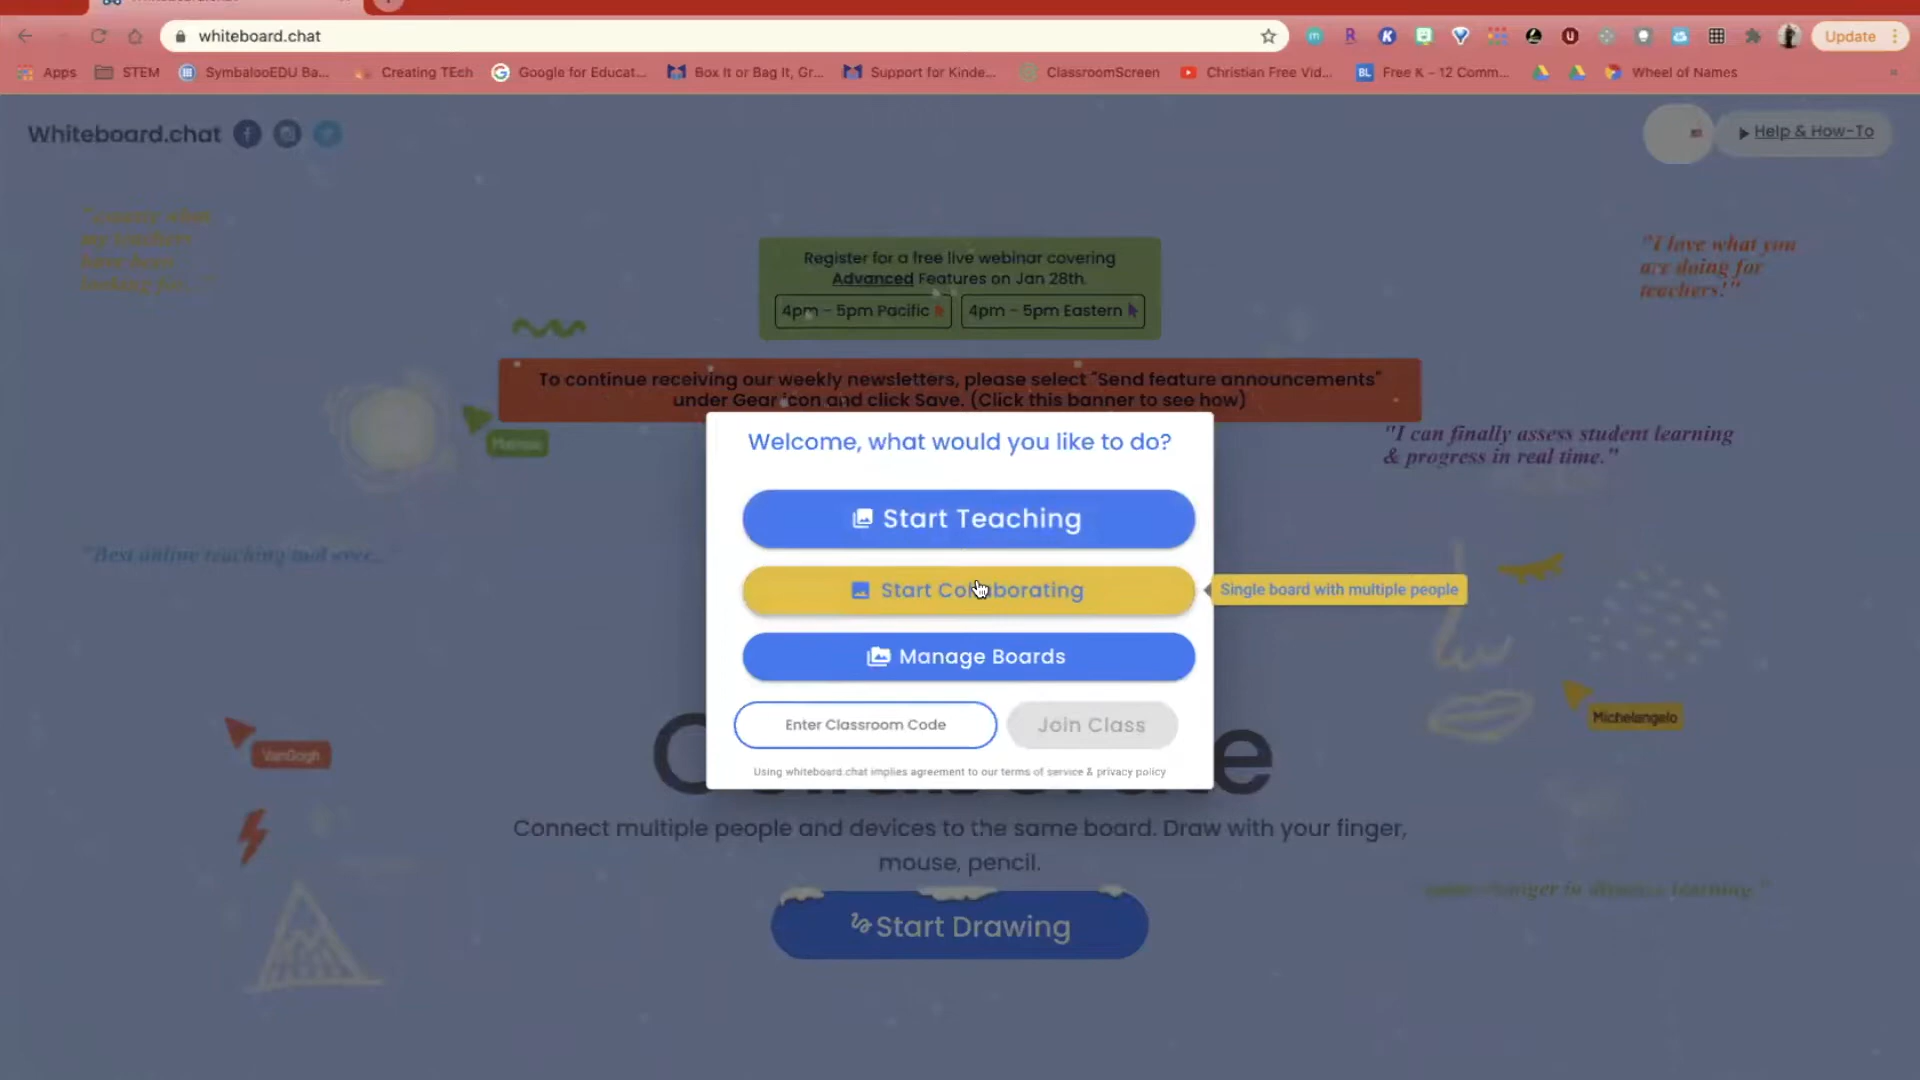 whiteboard.chat
Update
Apps
STEM
SymbalooEDU Ba...
Creating TEch
Google for Educat...
Box It or Bag It, Gr...
Support for Kinde...
ClassroomScreen
Christian Free Vid...
BL
Free K - 12 Comm...
Wheel of Names
Whiteboard.chat
Help & How-To
Register for a free live webinar covering
Advanced Features on Jan 28th.
4pm - 5pm Pacific
4pm - 5pm Eastern
"I love what you
are doing for
teachers!"
To continue receiving our weekly newsletters, please select "Send feature announcements"
under Gear icon and click Save. (Click this banner to see how)
Welcome, what would you like to do?
"I can finally assess student learning
& progress in real time."
Start Teaching
"Best online teaching tool
Start Collaborating
Single board with multiple people
Manage Boards
Michelangelo
Enter Classroom Code
Join Class
VanGogh
Using whiteboard.chat implies agreement to our terms of service & privacy policy
Connect multiple people and devices to the same board. Draw with your finger,
mouse, pencil.
Start Drawing